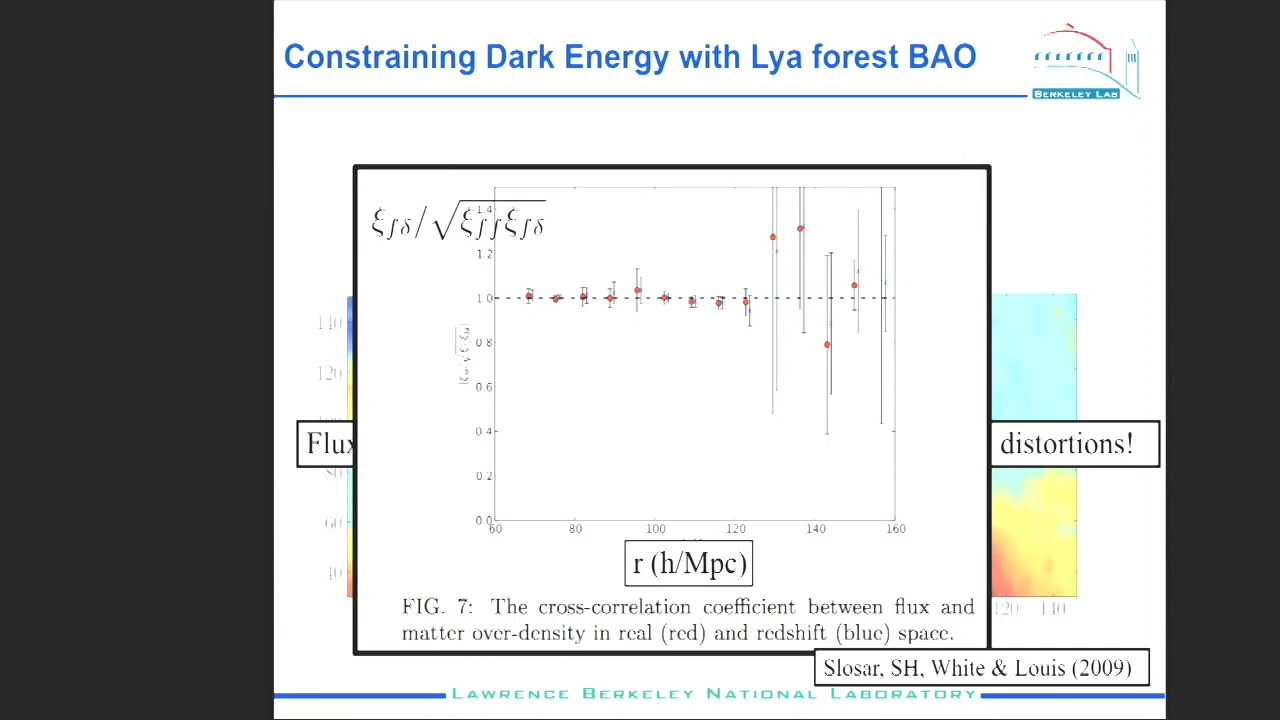 Constraining Dark Energy with Lya forest BAO
BERKELEY LAB
ξfδ/√ξffξfδ
1.4
1.2
1.0
0.8
0.6
0.4
0.2
0.0
60 80 100 120 140 160
r (h/Mpc)
140
120
80
60
40
120 140
Flux
distortions!
FIG. 7: The cross-correlation coefficient between flux and
matter over-density in real (red) and redshift (blue) space.
Slosar, SH, White & Louis (2009)
LAWRENCE BERKELEY NATIONAL LABORATORY